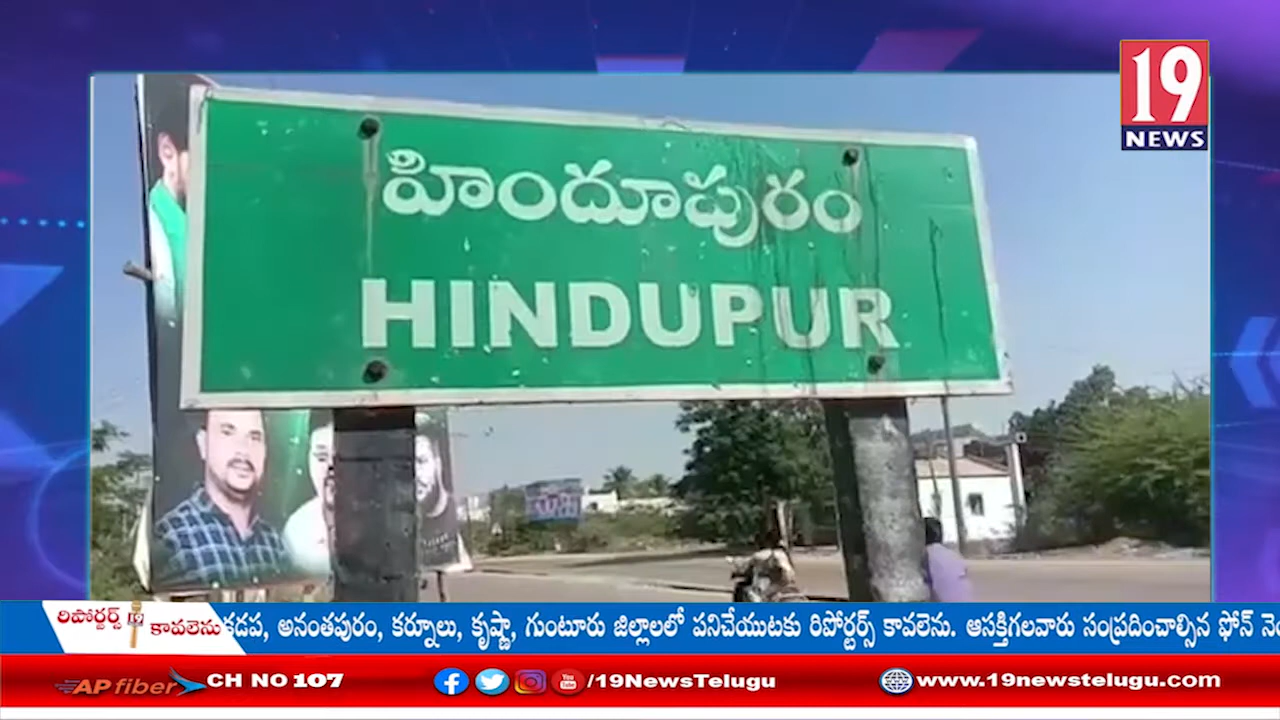 19
NEWS
హిందూపురం
HINDUPUR
రిపోర్టర్స్ 19 కావలెను
కడప, అనంతపురం, కర్నూలు, కృష్ణా, గుంటూరు జిల్లాలలో పనిచేయుటకు రిపోర్టర్స్ కావలెను. ఆసక్తిగలవారు సంప్రదించాల్సిన ఫోన్
AP fiber CH NO 107
/19NewsTelugu
www.19newstelugu.com